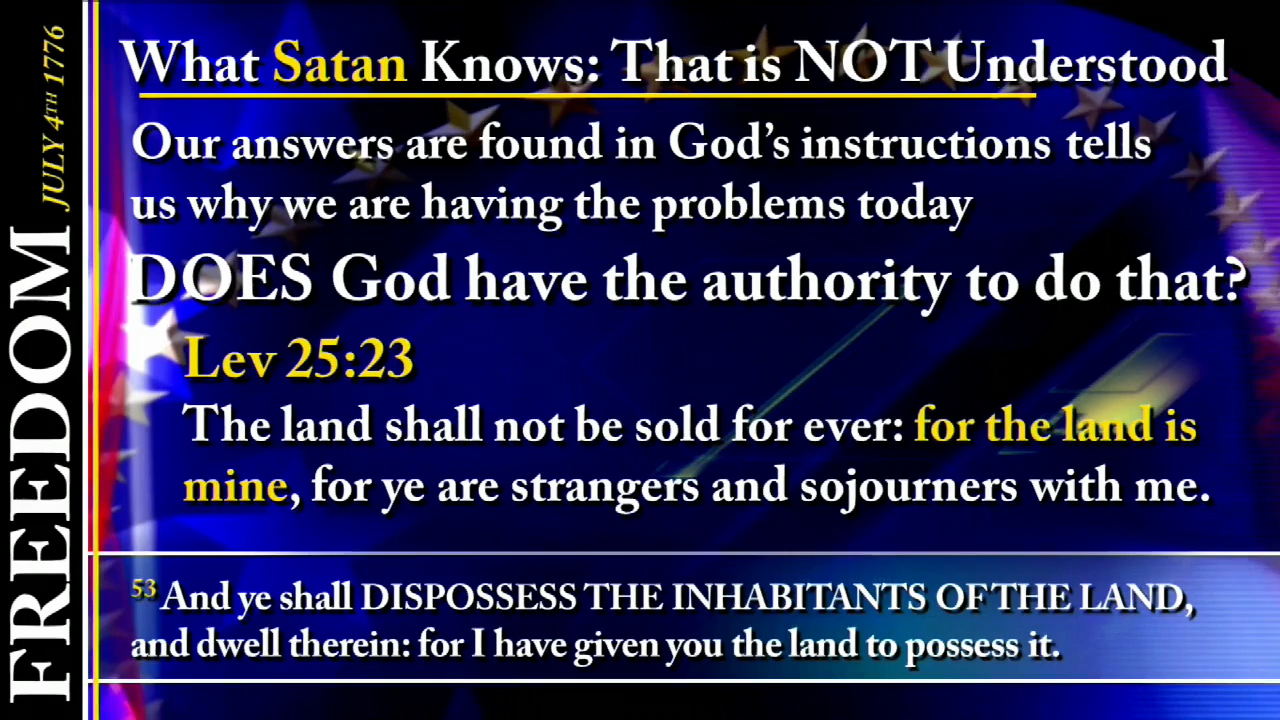 FREEDOM JULY 4TH 1776
What Satan Knows: That is NOT Understood
Our answers are found in God's instructions tells
us why we are having the problems today
DOES God have the authority to do that?
Lev 25:23
The land shall not be sold for ever: for the land is
mine, for ye are strangers and sojourners with me.
53 And ye shall DISPOSSESS THE INHABITANTS OF THE LAND,
and dwell therein: for I have given you the land to possess it.